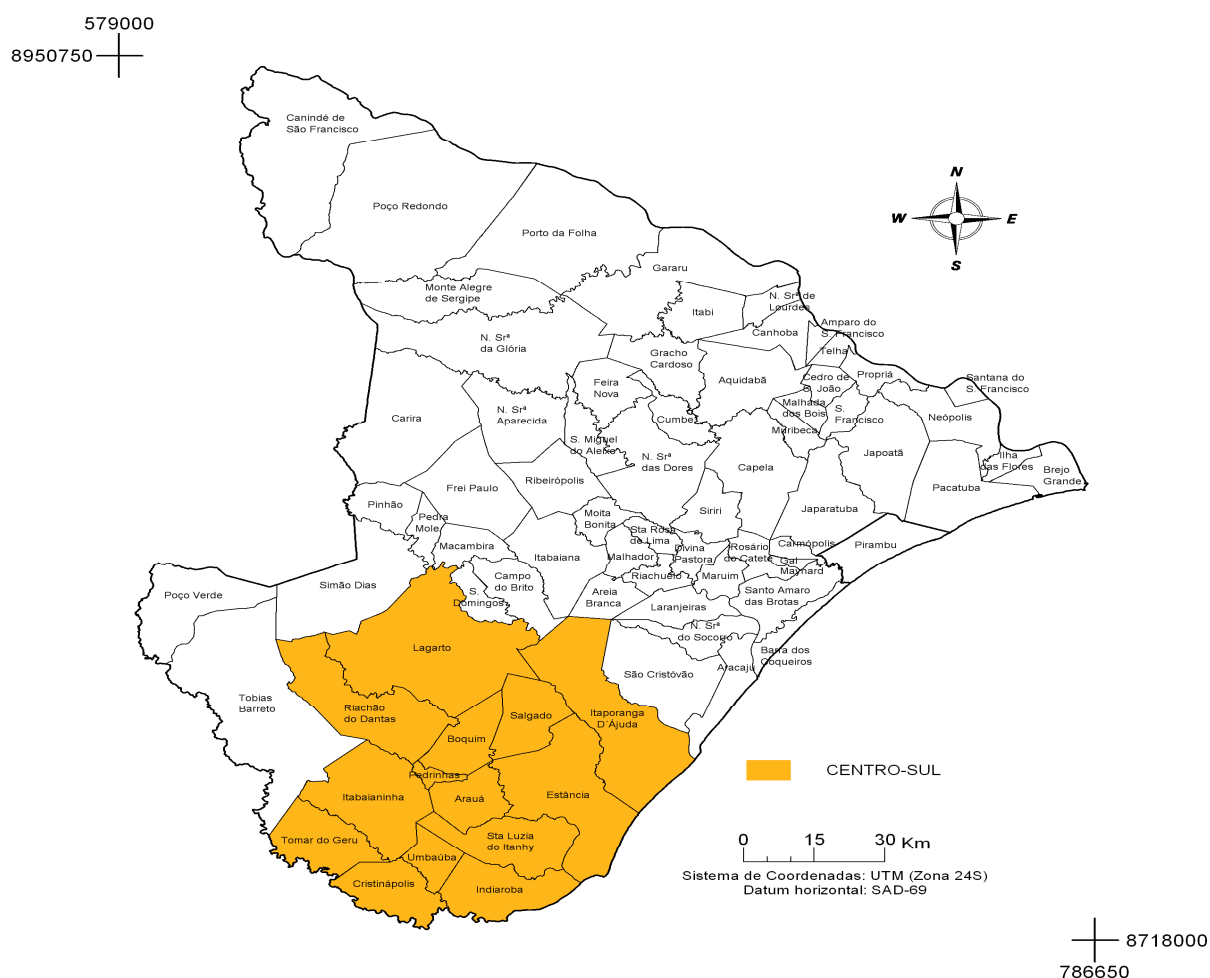 579000
8950750
Canindé de
São Francisco
N
W
E
S
Poço Redondo
Porto da Folha
Gararu
Monte Alegre
de Sergipe
Itabi
N. Srª de
Lourdes
Amparo do
S. Francisco
Canhoba
N. Srª
da Glória
Telha
Gracho
Cardoso
Propriá
Santana do
S. Francisco
Aquidabã
Cedro de
S. João
Feira
Nova
Malhada
dos Bois
S.
Francisco
Neópolis
Carira
N. Srª
Aparecida
Cumbe
Muribeca
S. Miguel
do Aleixo
N. Srª
das Dores
Japoatã
Ilha
das Flores
Brejo
Grande
Capela
Pacatuba
Frei Paulo
Ribeirópolis
Pinhão
Siriri
Japaratuba
Pedra
Mole
Moita
Bonita
Sta Rosa
de Lima
Macambira
Itabaiana
Malhador
Divina
Pastora
Rosário
do Catete
Carmópolis
Pirambu
Gal
Maynard
Simão Dias
Campo
do Brito
Riachuelo
Maruim
Poço Verde
S.
Domingos
Areia
Branca
Santo Amaro
das Brotas
Laranjeiras
N. Srª
do Socorro
Lagarto
Barra dos
Coqueiros
São Cristóvão
Aracaju
Tobias
Barreto
Riachão
do Dantas
Salgado
Itaporanga
D´Ájuda
Boquim
Pedrinhas
CENTRO-SUL
Itabaianinha
Arauá
Estância
Tomar do Geru
Sta Luzia
do Itanhy
Umbaúba
Cristinápolis
Indiaroba
0 15 30 Km
Sistema de Coordenadas: UTM (Zona 24S)
Datum horizontal: SAD-69
8718000
786650